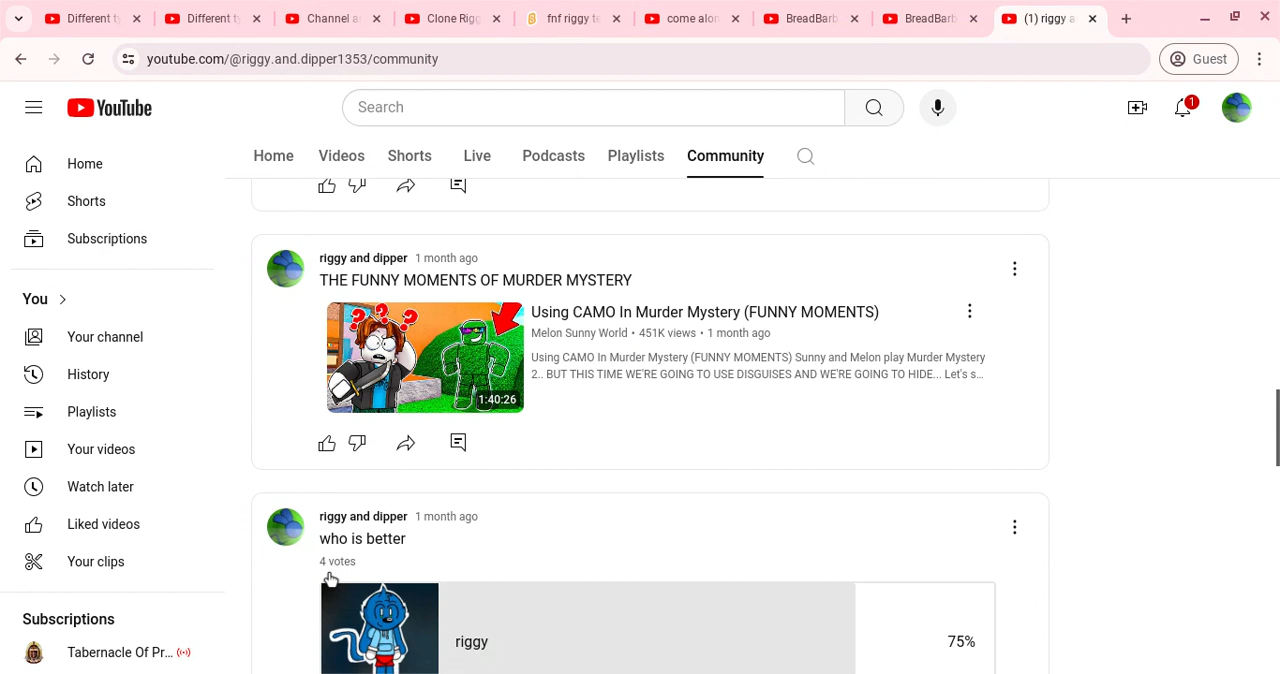 Different ty
Different ty
Channel a
Clone Rigg
fnf riggy te
come alon
BreadBarb
BreadBarb
(1) riggy a
youtube.com/@riggy.and.dipper1353/community
Guest
YouTube
Search
1
Home
Videos
Shorts
Live
Podcasts
Playlists
Community
Home
Shorts
Subscriptions
You
Your channel
History
Playlists
Your videos
Watch later
Liked videos
Your clips
Subscriptions
Tabernacle Of Pr...
riggy and dipper 1 month ago
THE FUNNY MOMENTS OF MURDER MYSTERY
? ? ?
1:40:26
Using CAMO In Murder Mystery (FUNNY MOMENTS)
Melon Sunny World • 451K views • 1 month ago
Using CAMO In Murder Mystery (FUNNY MOMENTS) Sunny and Melon play Murder Mystery
2.. BUT THIS TIME WE'RE GOING TO USE DISGUISES AND WE'RE GOING TO HIDE... Let's s...
riggy and dipper 1 month ago
who is better
4 votes
riggy
75%